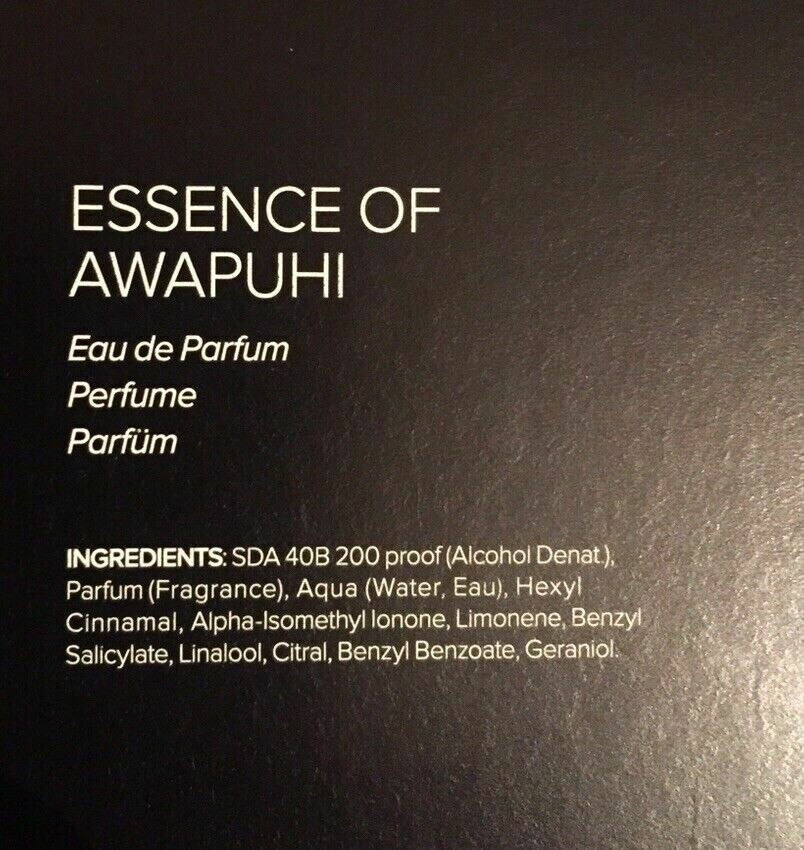 ESSENCE OF
AWAPUHI
Eau de Parfum
Perfume
Parfüm
INGREDIENTS: SDA 40B 200 proof (Alcohol Denat.),
Parfum (Fragrance), Aqua (Water, Eau), Hexyl
Cinnamal, Alpha-Isomethyl Ionone, Limonene, Benzyl
Salicylate, Linalool, Citral, Benzyl Benzoate, Geraniol.